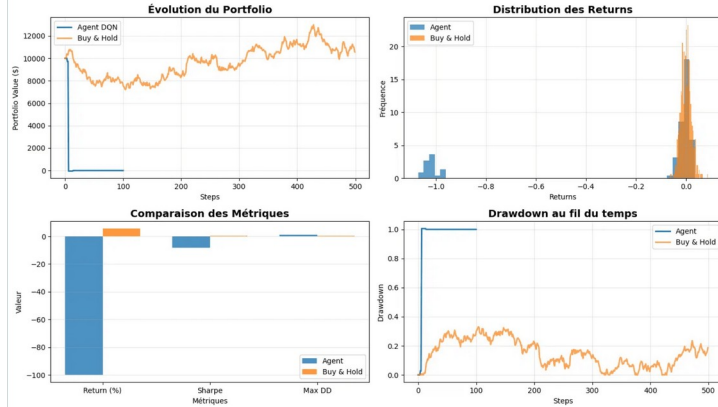 Évolution du Portfolio
Agent DQN
Buy & Hold
Portfolio Value ($)
12000
10000
8000
6000
4000
2000
0
0
100
200
300
400
500
Steps
Distribution des Returns
Agent
Buy & Hold
Fréquence
20
15
10
5
0
−1.0
−0.8
−0.6
−0.4
−0.2
0.0
Returns
Comparaison des Métriques
Valeur
0
−20
−40
−60
−80
−100
Agent
Buy & Hold
Return (%)
Sharpe
Max DD
Métriques
Drawdown au fil du temps
Agent
Buy & Hold
Drawdown
1.0
0.8
0.6
0.4
0.2
0.0
0
100
200
300
400
500
Steps